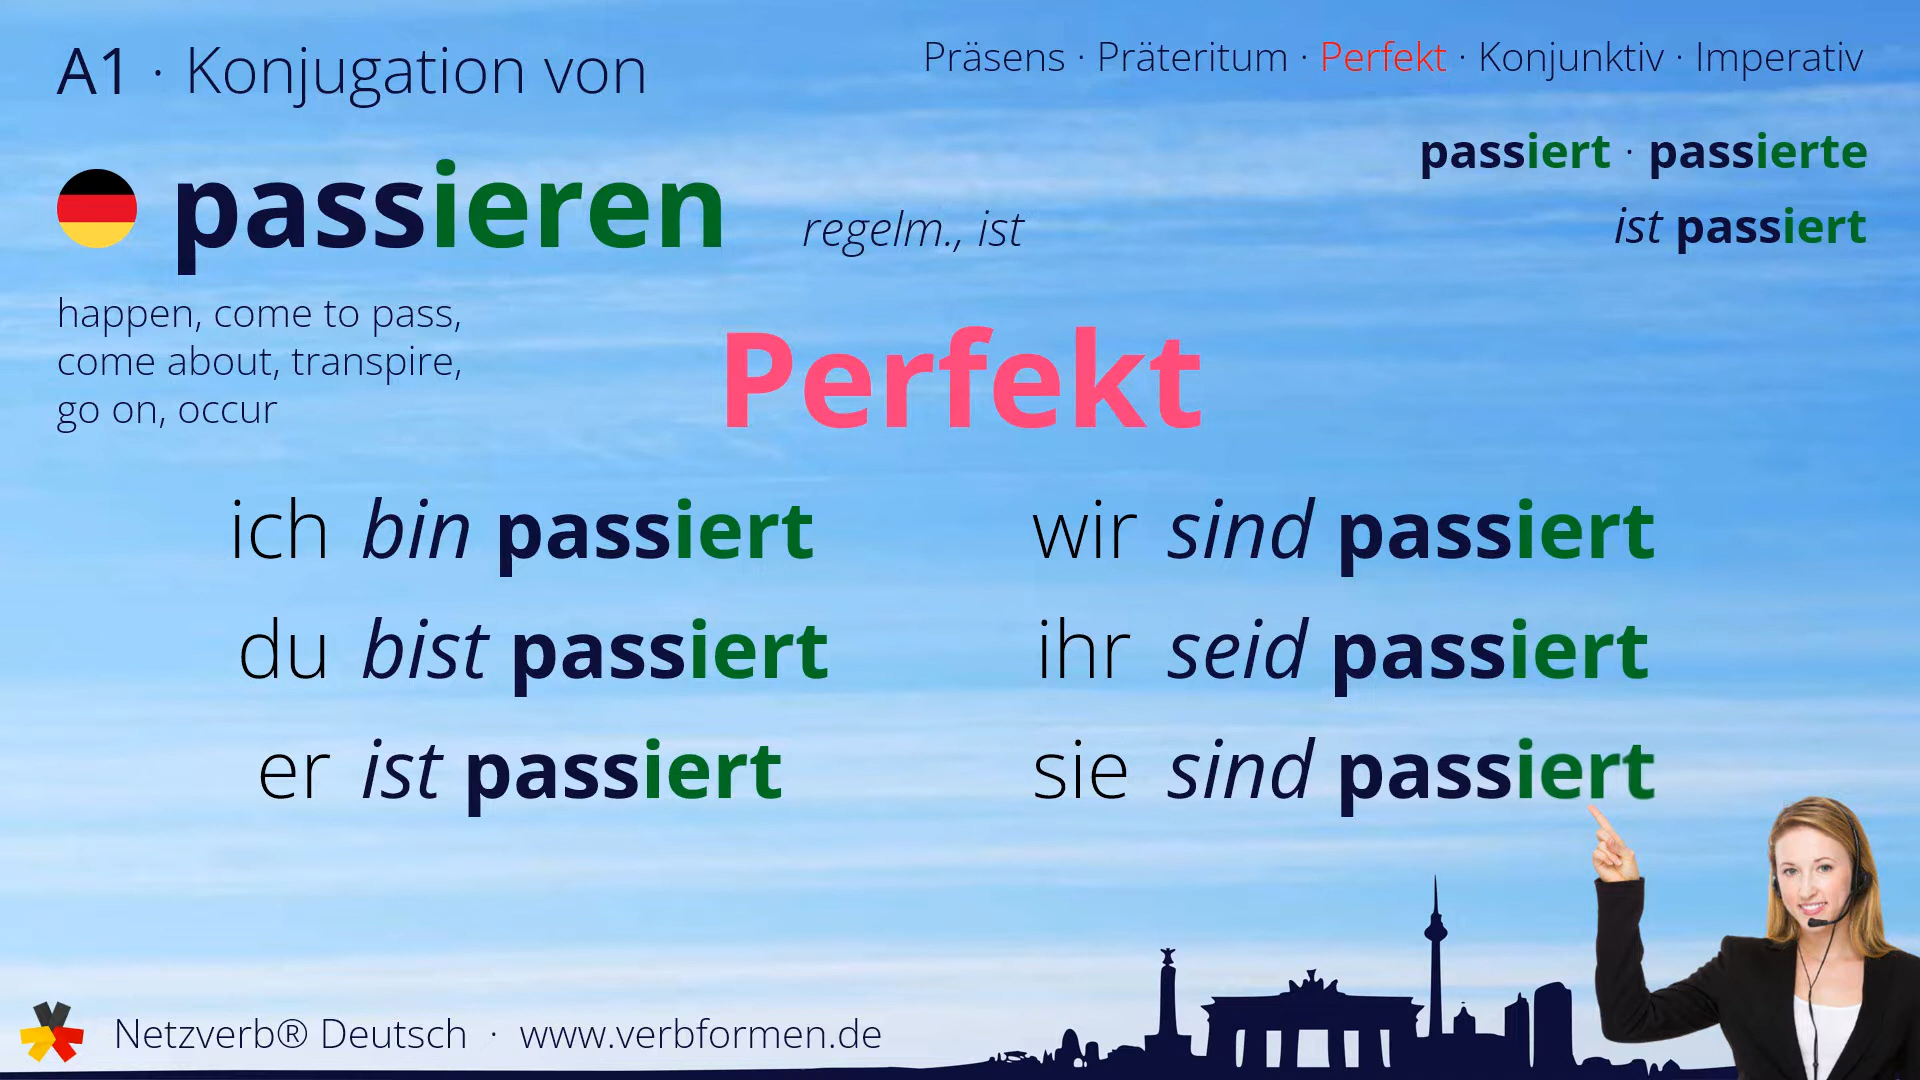 A1 · Konjugation von
Präsens · Präteritum · Perfekt · Konjunktiv · Imperativ
passieren
regelm., ist
passiert · passierte
ist passiert
happen, come to pass,
come about, transpire,
go on, occur
Perfekt
ich bin passiert
du bist passiert
er ist passiert
wir sind passiert
ihr seid passiert
sie sind passiert
Netzverb® Deutsch · www.verbformen.de